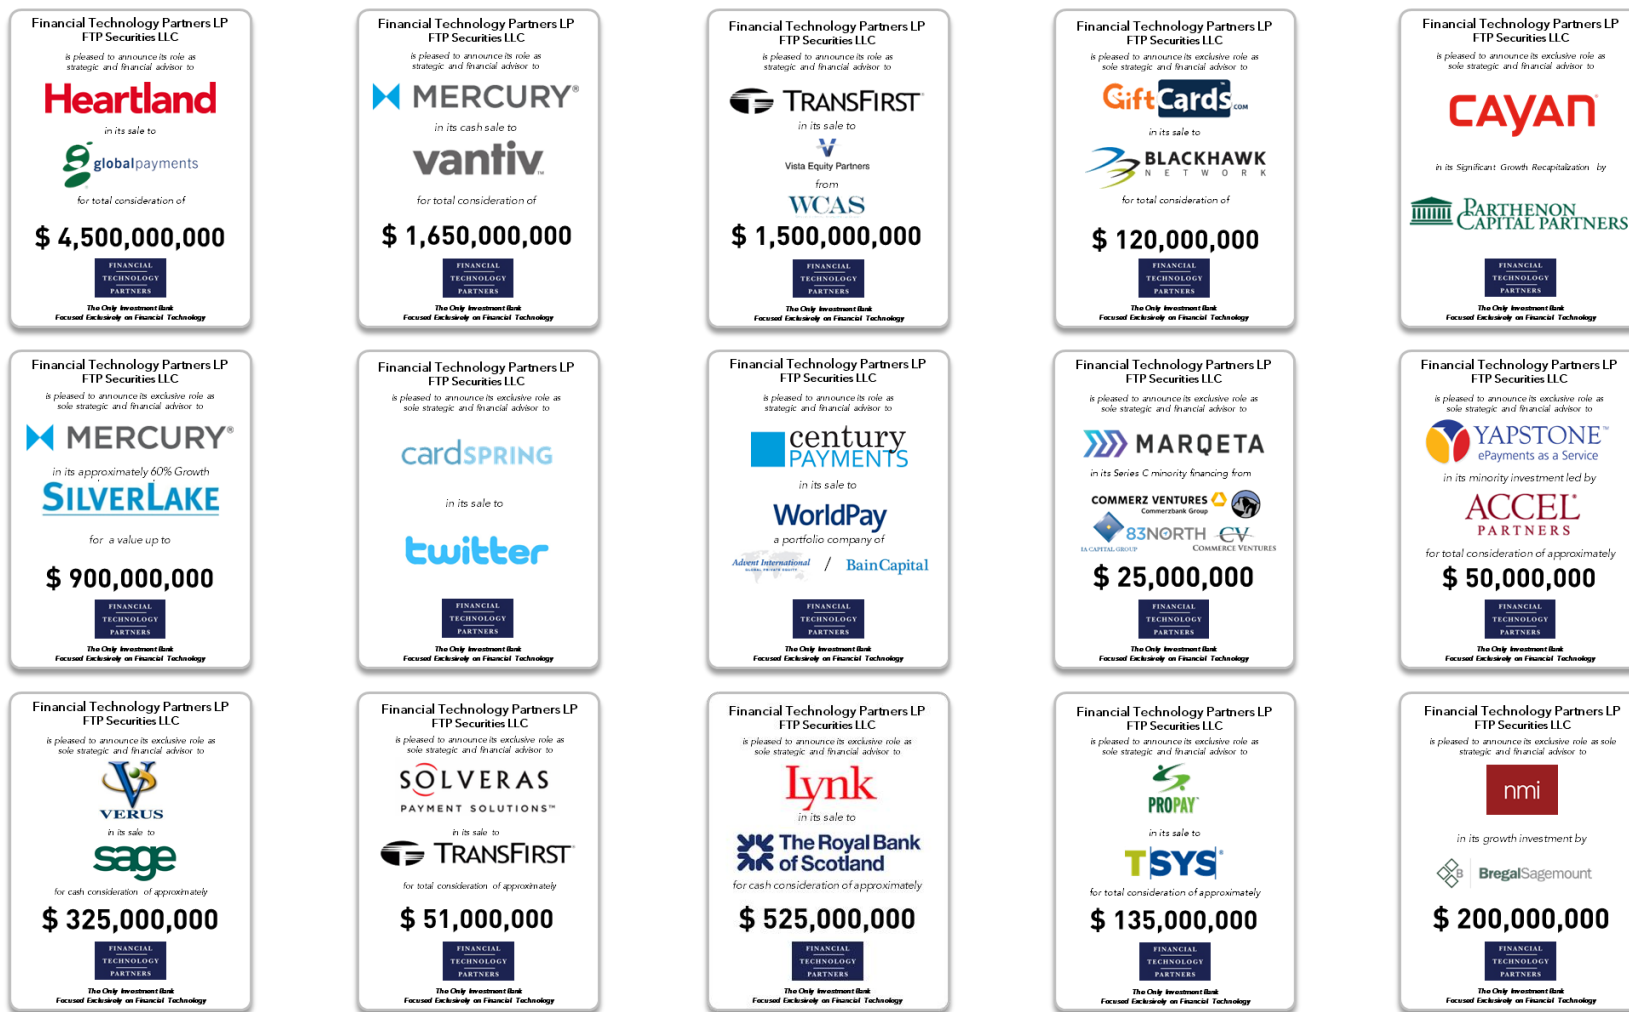 Financial Technology Partners LP
FTP Securities LLC
is pleased to announce its role as
strategic and financial advisor to
Heartland
in its sale to
globalpayments
for total consideration of
$ 4,500,000,000
FINANCIAL
TECHNOLOGY
PARTNERS
The Only Investment Bank
Focused Exclusively on Financial Technology
Financial Technology Partners LP
FTP Securities LLC
is pleased to announce its role as
strategic and financial advisor to
MERCURY®
in its cash sale to
vantiv™
for total consideration of
$ 1,650,000,000
FINANCIAL
TECHNOLOGY
PARTNERS
The Only Investment Bank
Focused Exclusively on Financial Technology
Financial Technology Partners LP
FTP Securities LLC
is pleased to announce its role as
strategic and financial advisor to
TRANSFIRST
in its sale to
V
Vista Equity Partners
from
WCAS
$ 1,500,000,000
FINANCIAL
TECHNOLOGY
PARTNERS
The Only Investment Bank
Focused Exclusively on Financial Technology
Financial Technology Partners LP
FTP Securities LLC
is pleased to announce its exclusive role as
sole strategic and financial advisor to
GiftCards™.COM
in its sale to
BLACKHAWK
NETWORK
for total consideration of
$ 120,000,000
FINANCIAL
TECHNOLOGY
PARTNERS
The Only Investment Bank
Focused Exclusively on Financial Technology
Financial Technology Partners LP
FTP Securities LLC
is pleased to announce its exclusive role as
sole strategic and financial advisor to
CAYAN
in its Significant Growth Recapitalization by
PARTHENON
CAPITAL PARTNERS
FINANCIAL
TECHNOLOGY
PARTNERS
The Only Investment Bank
Focused Exclusively on Financial Technology
Financial Technology Partners LP
FTP Securities LLC
is pleased to announce its exclusive role as
sole strategic and financial advisor to
MERCURY®
in its approximately 60% Growth
SILVERLAKE
for a value up to
$ 900,000,000
FINANCIAL
TECHNOLOGY
PARTNERS
The Only Investment Bank
Focused Exclusively on Financial Technology
Financial Technology Partners LP
FTP Securities LLC
is pleased to announce its exclusive role as
sole strategic and financial advisor to
cardSPRING
in its sale to
twitter
FINANCIAL
TECHNOLOGY
PARTNERS
The Only Investment Bank
Focused Exclusively on Financial Technology
Financial Technology Partners LP
FTP Securities LLC
is pleased to announce its role as
strategic and financial advisor to
century
PAYMENTS
in its sale to
WorldPay
a portfolio company of
Advent International / BainCapital
GLOBAL PRIVATE EQUITY
FINANCIAL
TECHNOLOGY
PARTNERS
The Only Investment Bank
Focused Exclusively on Financial Technology
Financial Technology Partners LP
FTP Securities LLC
is pleased to announce its exclusive role as
sole strategic and financial advisor to
MARQETA
in its Series C minority financing from
COMMERZ VENTURES
Commerzbank Group
83NORTH CV
IA CAPITAL GROUP COMMERCE VENTURES
$ 25,000,000
FINANCIAL
TECHNOLOGY
PARTNERS
The Only Investment Bank
Focused Exclusively on Financial Technology
Financial Technology Partners LP
FTP Securities LLC
is pleased to announce its exclusive role as
sole strategic and financial advisor to
YAPSTONE™
ePayments as a Service
in its minority investment led by
ACCEL®
PARTNERS
for total consideration of approximately
$ 50,000,000
FINANCIAL
TECHNOLOGY
PARTNERS
The Only Investment Bank
Focused Exclusively on Financial Technology
Financial Technology Partners LP
FTP Securities LLC
is pleased to announce its exclusive role as
sole strategic and financial advisor to
VERUS
in its sale to
sage
for cash consideration of approximately
$ 325,000,000
FINANCIAL
TECHNOLOGY
PARTNERS
The Only Investment Bank
Focused Exclusively on Financial Technology
Financial Technology Partners LP
FTP Securities LLC
is pleased to announce its exclusive role as
sole strategic and financial advisor to
SOLVERAS
PAYMENT SOLUTIONS™
in its sale to
TRANSFIRST
for total consideration of approximately
$ 51,000,000
FINANCIAL
TECHNOLOGY
PARTNERS
The Only Investment Bank
Focused Exclusively on Financial Technology
Financial Technology Partners LP
FTP Securities LLC
is pleased to announce its exclusive role as
sole strategic and financial advisor to
Lynk
in its sale to
The Royal Bank
of Scotland
for cash consideration of approximately
$ 525,000,000
FINANCIAL
TECHNOLOGY
PARTNERS
The Only Investment Bank
Focused Exclusively on Financial Technology
Financial Technology Partners LP
FTP Securities LLC
is pleased to announce its exclusive role as
sole strategic and financial advisor to
PROPAY
in its sale to
TSYS®
for total consideration of approximately
$ 135,000,000
FINANCIAL
TECHNOLOGY
PARTNERS
The Only Investment Bank
Focused Exclusively on Financial Technology
Financial Technology Partners LP
FTP Securities LLC
is pleased to announce its exclusive role as sole
strategic and financial advisor to
nmi
in its growth investment by
B BregalSagemount
$ 200,000,000
FINANCIAL
TECHNOLOGY
PARTNERS
The Only Investment Bank
Focused Exclusively on Financial Technology